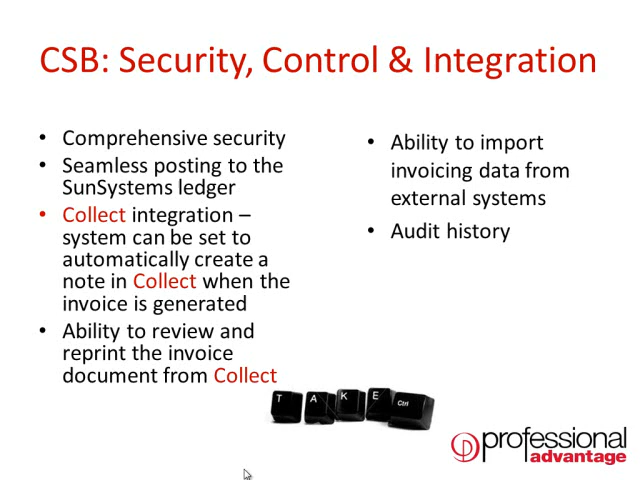 CSB: Security, Control & Integration
• Comprehensive security
• Seamless posting to the
SunSystems ledger
• Collect integration –
system can be set to
automatically create a
note in Collect when the
invoice is generated
• Ability to review and
reprint the invoice
document from Collect
• Ability to import
invoicing data from
external systems
• Audit history
T A K E Ctrl
professional
advantage